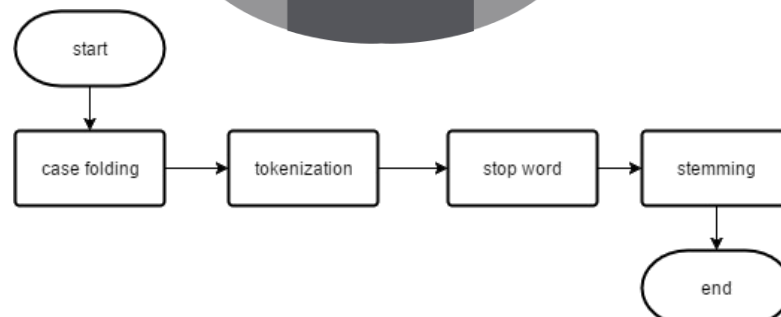 start
case folding
tokenization
stop word
stemming
end